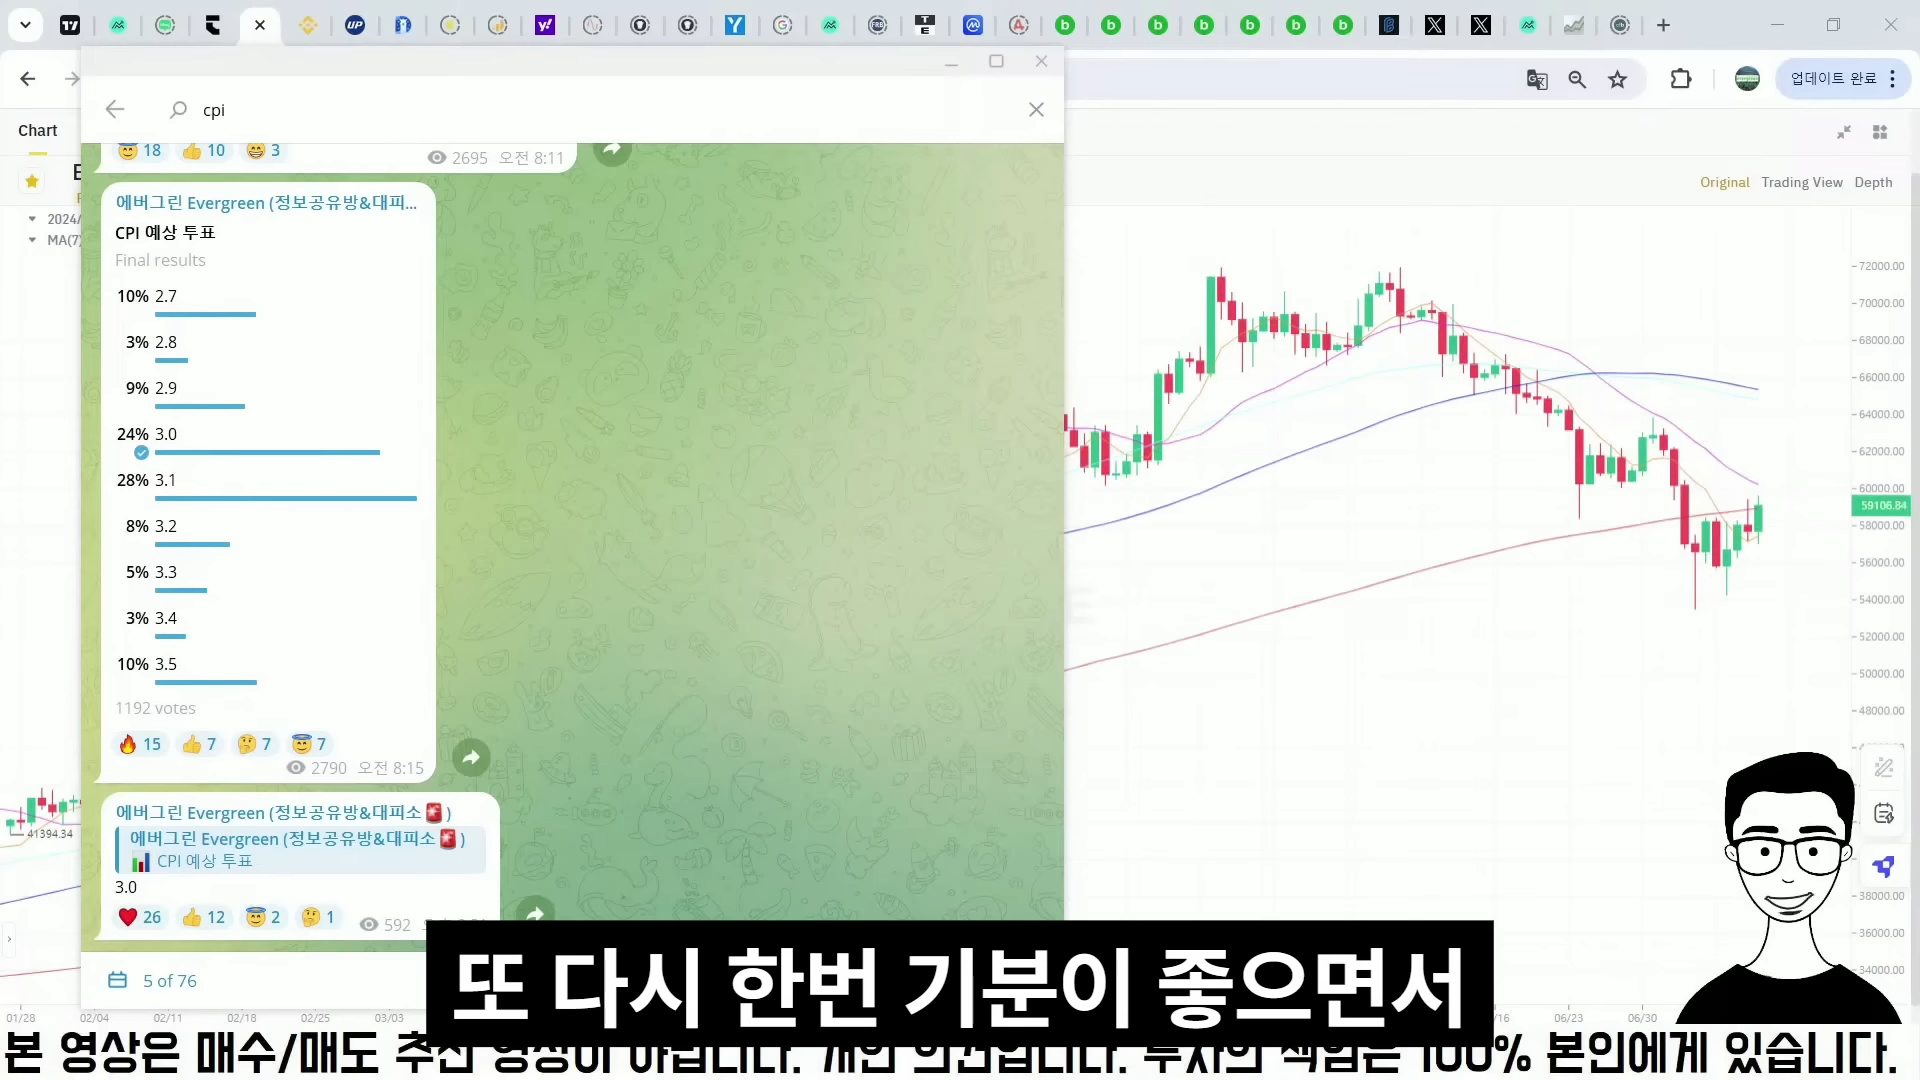 업데이트 완료
cpi
Chart
Original Trading View Depth
2024/
MA(7)
18 10 3
2695 오전 8:11
에버그린 Evergreen (정보공유방&대피...
CPI 예상 투표
Final results
10% 2.7
3% 2.8
9% 2.9
24% 3.0
28% 3.1
8% 3.2
5% 3.3
3% 3.4
10% 3.5
1192 votes
15 7 7 7
2790 오전 8:15
에버그린 Evergreen (정보공유방&대피소🚨)
에버그린 Evergreen (정보공유방&대피소🚨)
CPI 예상 투표
3.0
26 12 2 1
592
5 of 76
72000.00
70000.00
68000.00
66000.00
64000.00
62000.00
60000.00
59106.84
58000.00
56000.00
54000.00
52000.00
50000.00
48000.00
38000.00
36000.00
34000.00
41394.34
01/28 02/04 02/11 02/18 02/25 03/03 06/23 06/30
또 다시 한번 기분이 좋으면서
본 영상은 매수/매도 추천 영상이 아닙니다. 개인 의견입니다. 투자의 책임은 100% 본인에게 있습니다.